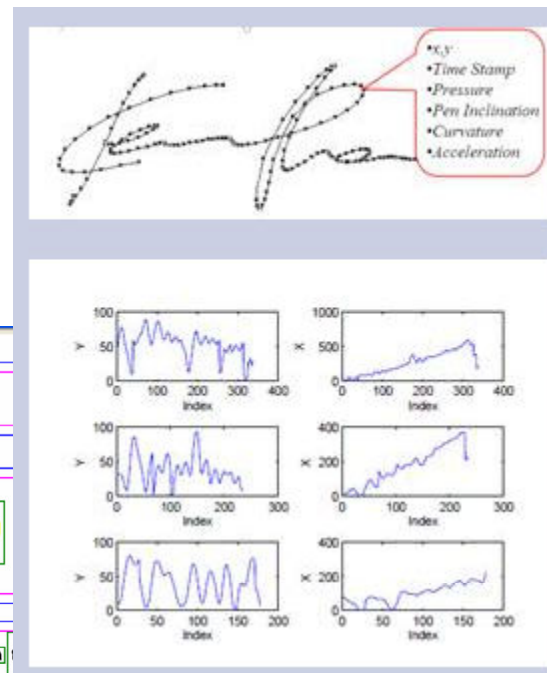 •x,y
•Time Stamp
•Pressure
•Pen Inclination
•Curvature
•Acceleration
100 50 0 Y
0 100 200 300 400
Index
1000 500 0 X
0 100 200 300 400
Index
100 50 0 Y
0 100 200 300
Index
400 200 0 X
0 100 200 300
Index
100 50 0 Y
0 50 100 150 200
Index
400 200 0 X
0 50 100 150 200
Index